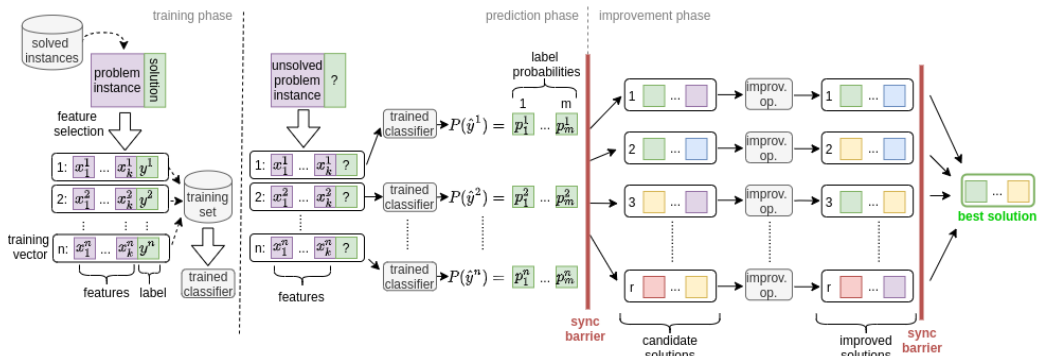 training phase
prediction phase
improvement phase
solved
instances
problem
instance
solution
feature
selection
1: x_1^1 ... x_k^1 y^1
2: x_1^2 ... x_k^2 y^2
n: x_1^n ... x_k^n y^n
training
vector
features
label
training
set
trained
classifier
unsolved
problem
instance
?
1: x_1^1 ... x_k^1 ?
2: x_1^2 ... x_k^2 ?
n: x_1^n ... x_k^n ?
features
trained
classifier
trained
classifier
trained
classifier
label
probabilities
1 m
P(ŷ^1) = p_1^1 ... p_m^1
P(ŷ^2) = p_1^2 ... p_m^2
P(ŷ^n) = p_1^n ... p_m^n
sync
barrier
1 ...
2 ...
3 ...
r ...
candidate
solutions
improv.
op.
improv.
op.
improv.
op.
improv.
op.
1 ...
2 ...
3 ...
r ...
improved
solutions
sync
barrier
...
best solution